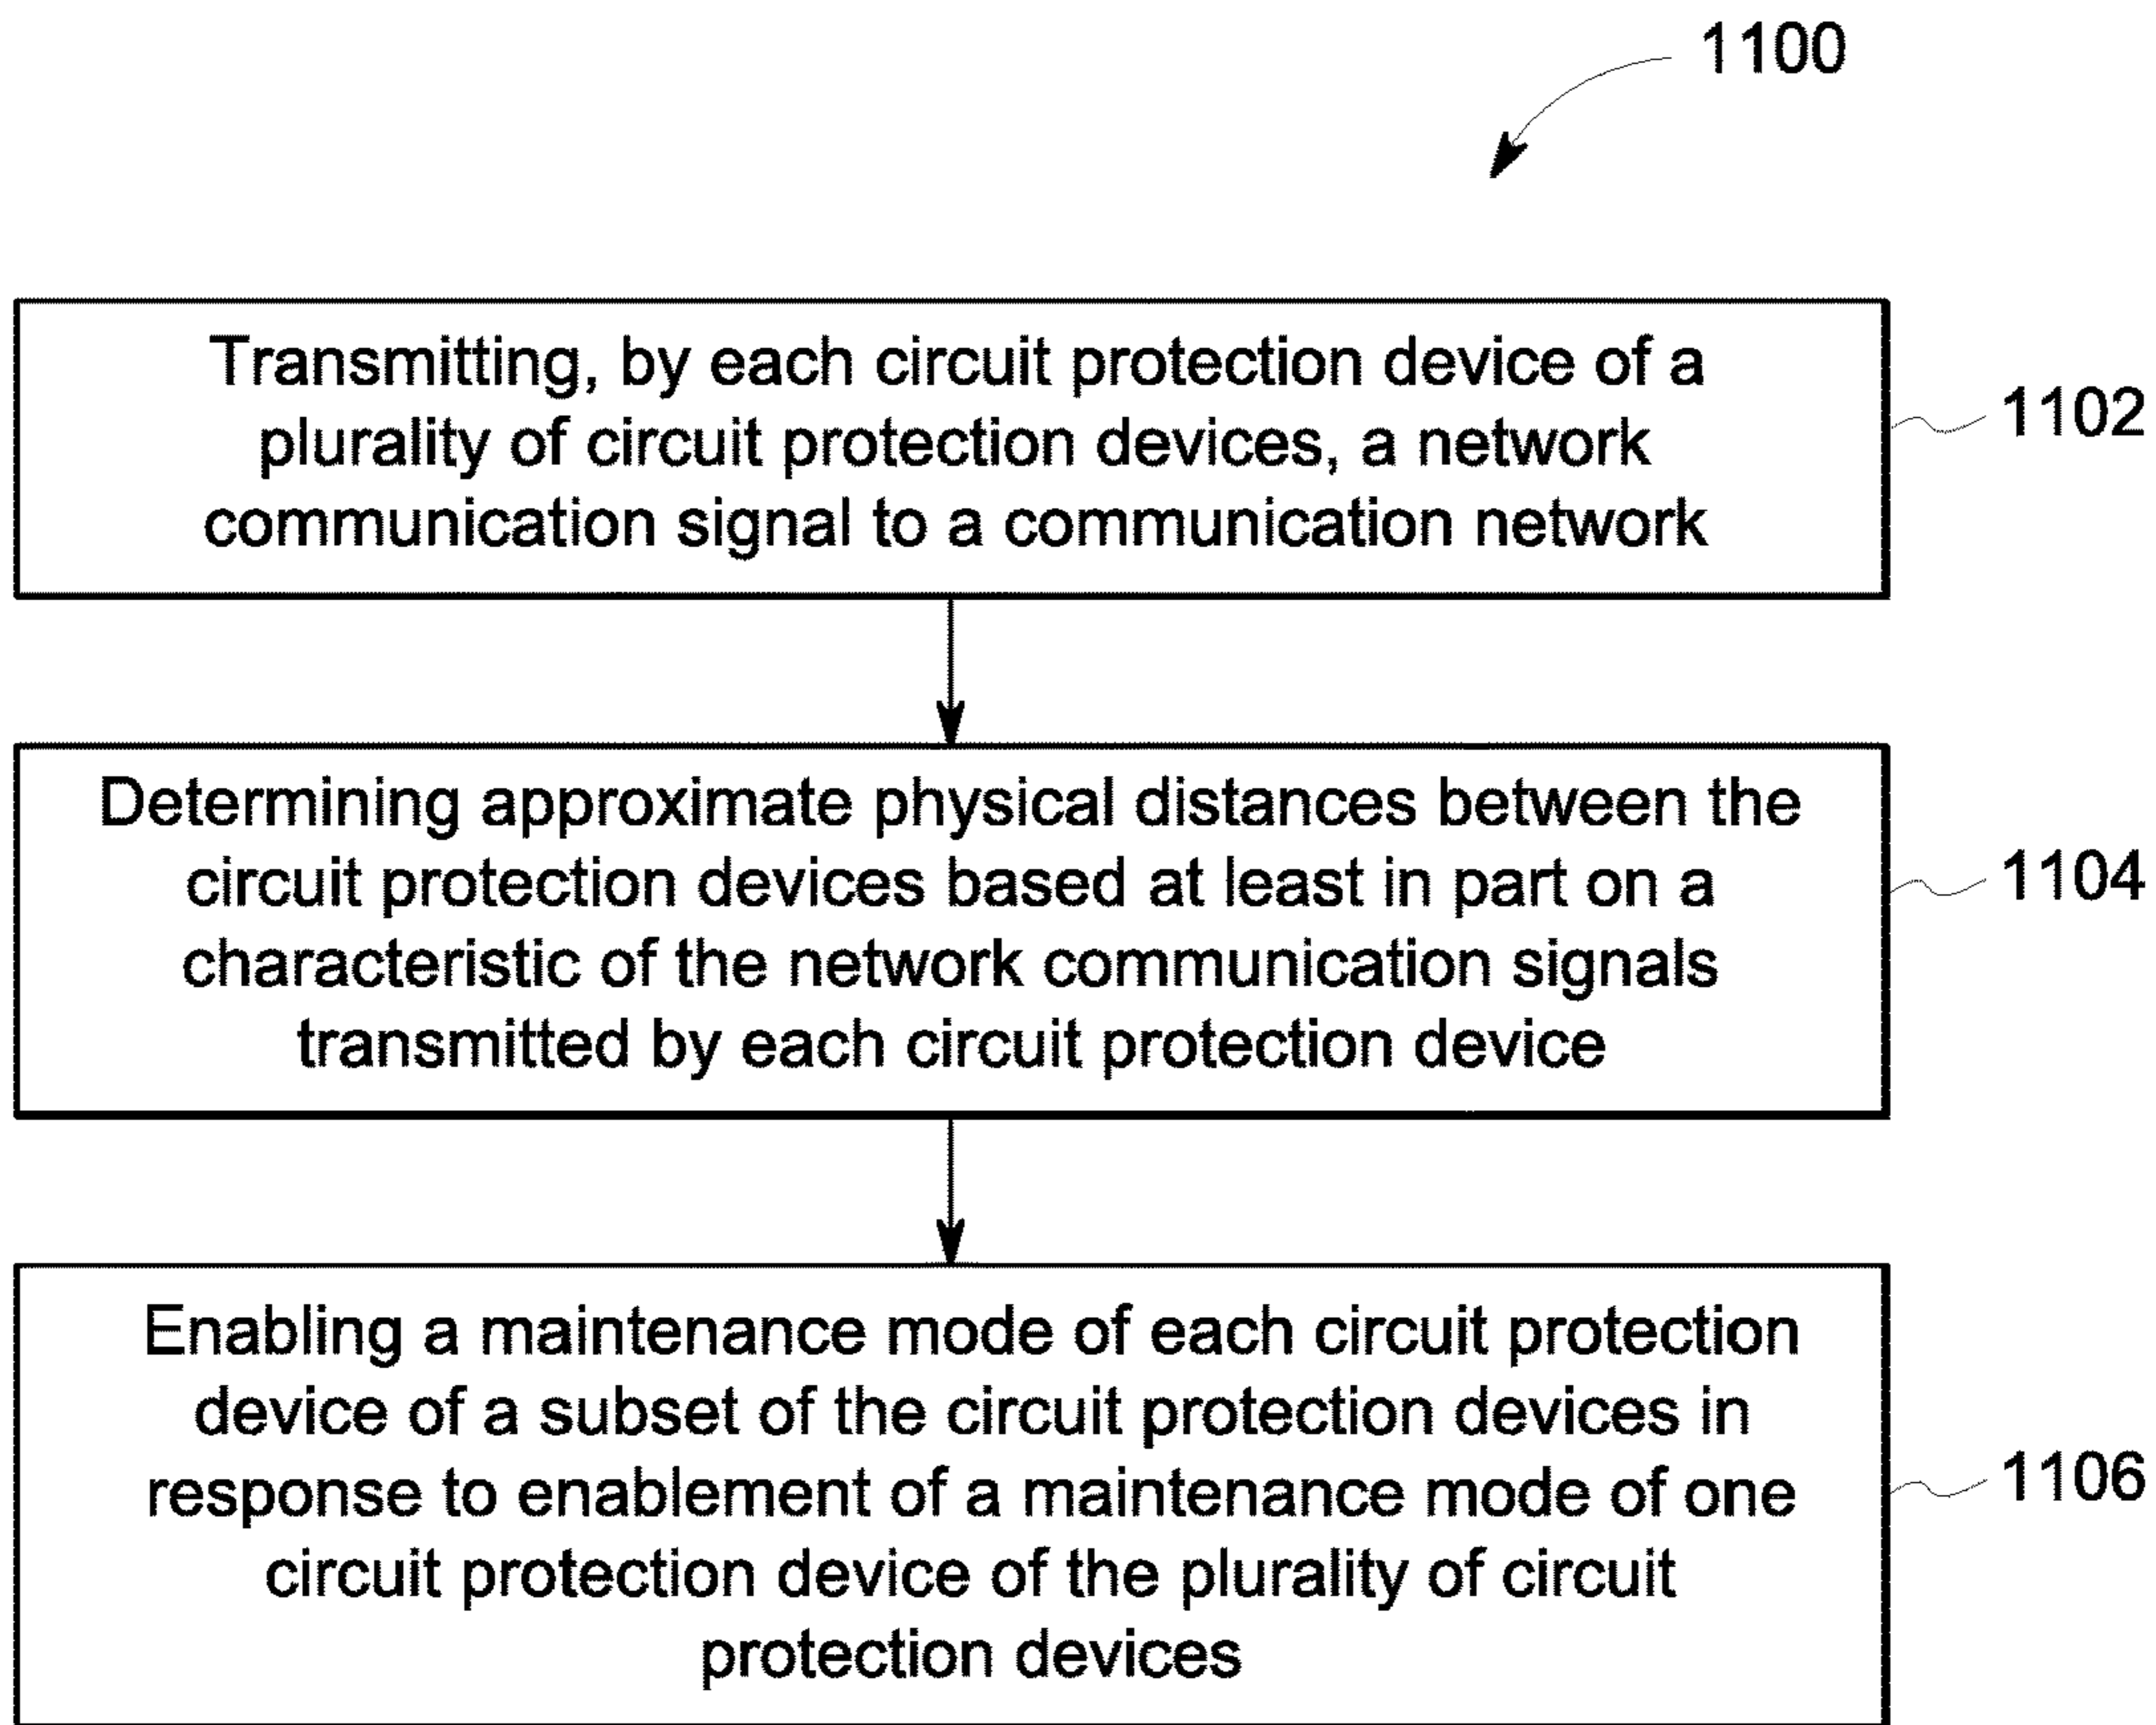 1100
Transmitting, by each circuit protection device of a
plurality of circuit protection devices, a network
communication signal to a communication network
1102
Determining approximate physical distances between the
circuit protection devices based at least in part on a
characteristic of the network communication signals
transmitted by each circuit protection device
1104
Enabling a maintenance mode of each circuit protection
device of a subset of the circuit protection devices in
response to enablement of a maintenance mode of one
circuit protection device of the plurality of circuit
protection devices
1106